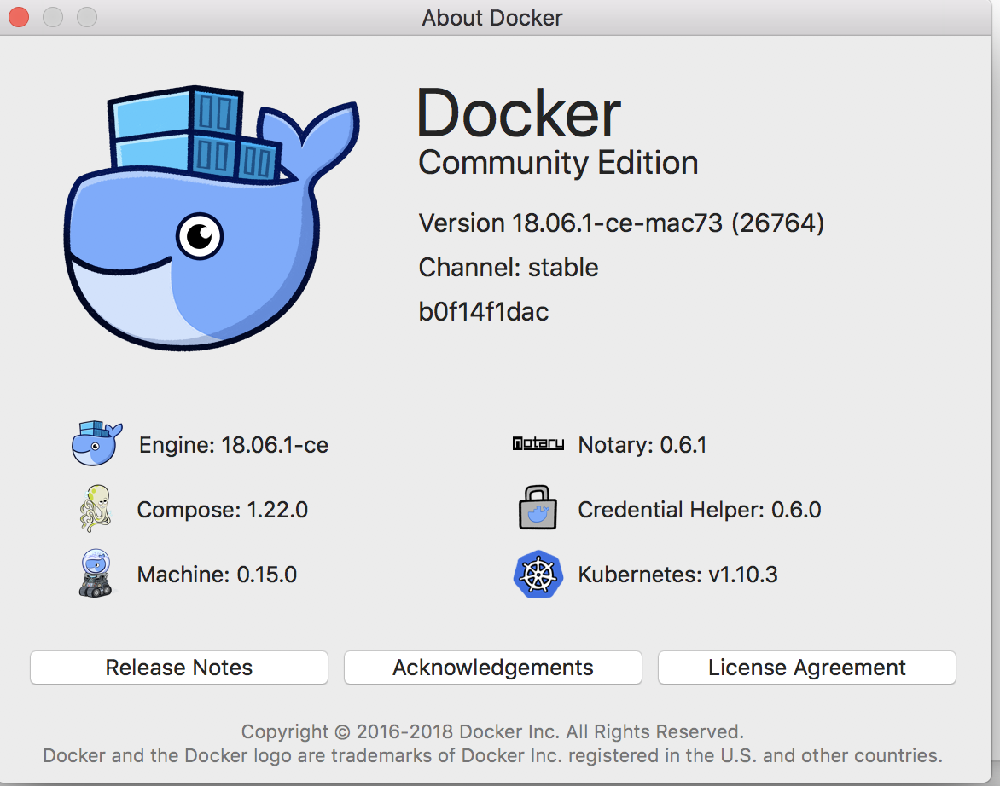 About Docker
Docker
Community Edition
Version 18.06.1-ce-mac73 (26764)
Channel: stable
b0f14f1dac
Engine: 18.06.1-ce
notary Notary: 0.6.1
Compose: 1.22.0
Credential Helper: 0.6.0
Machine: 0.15.0
Kubernetes: v1.10.3
Release Notes
Acknowledgements
License Agreement
Copyright © 2016-2018 Docker Inc. All Rights Reserved.
Docker and the Docker logo are trademarks of Docker Inc. registered in the U.S. and other countries.